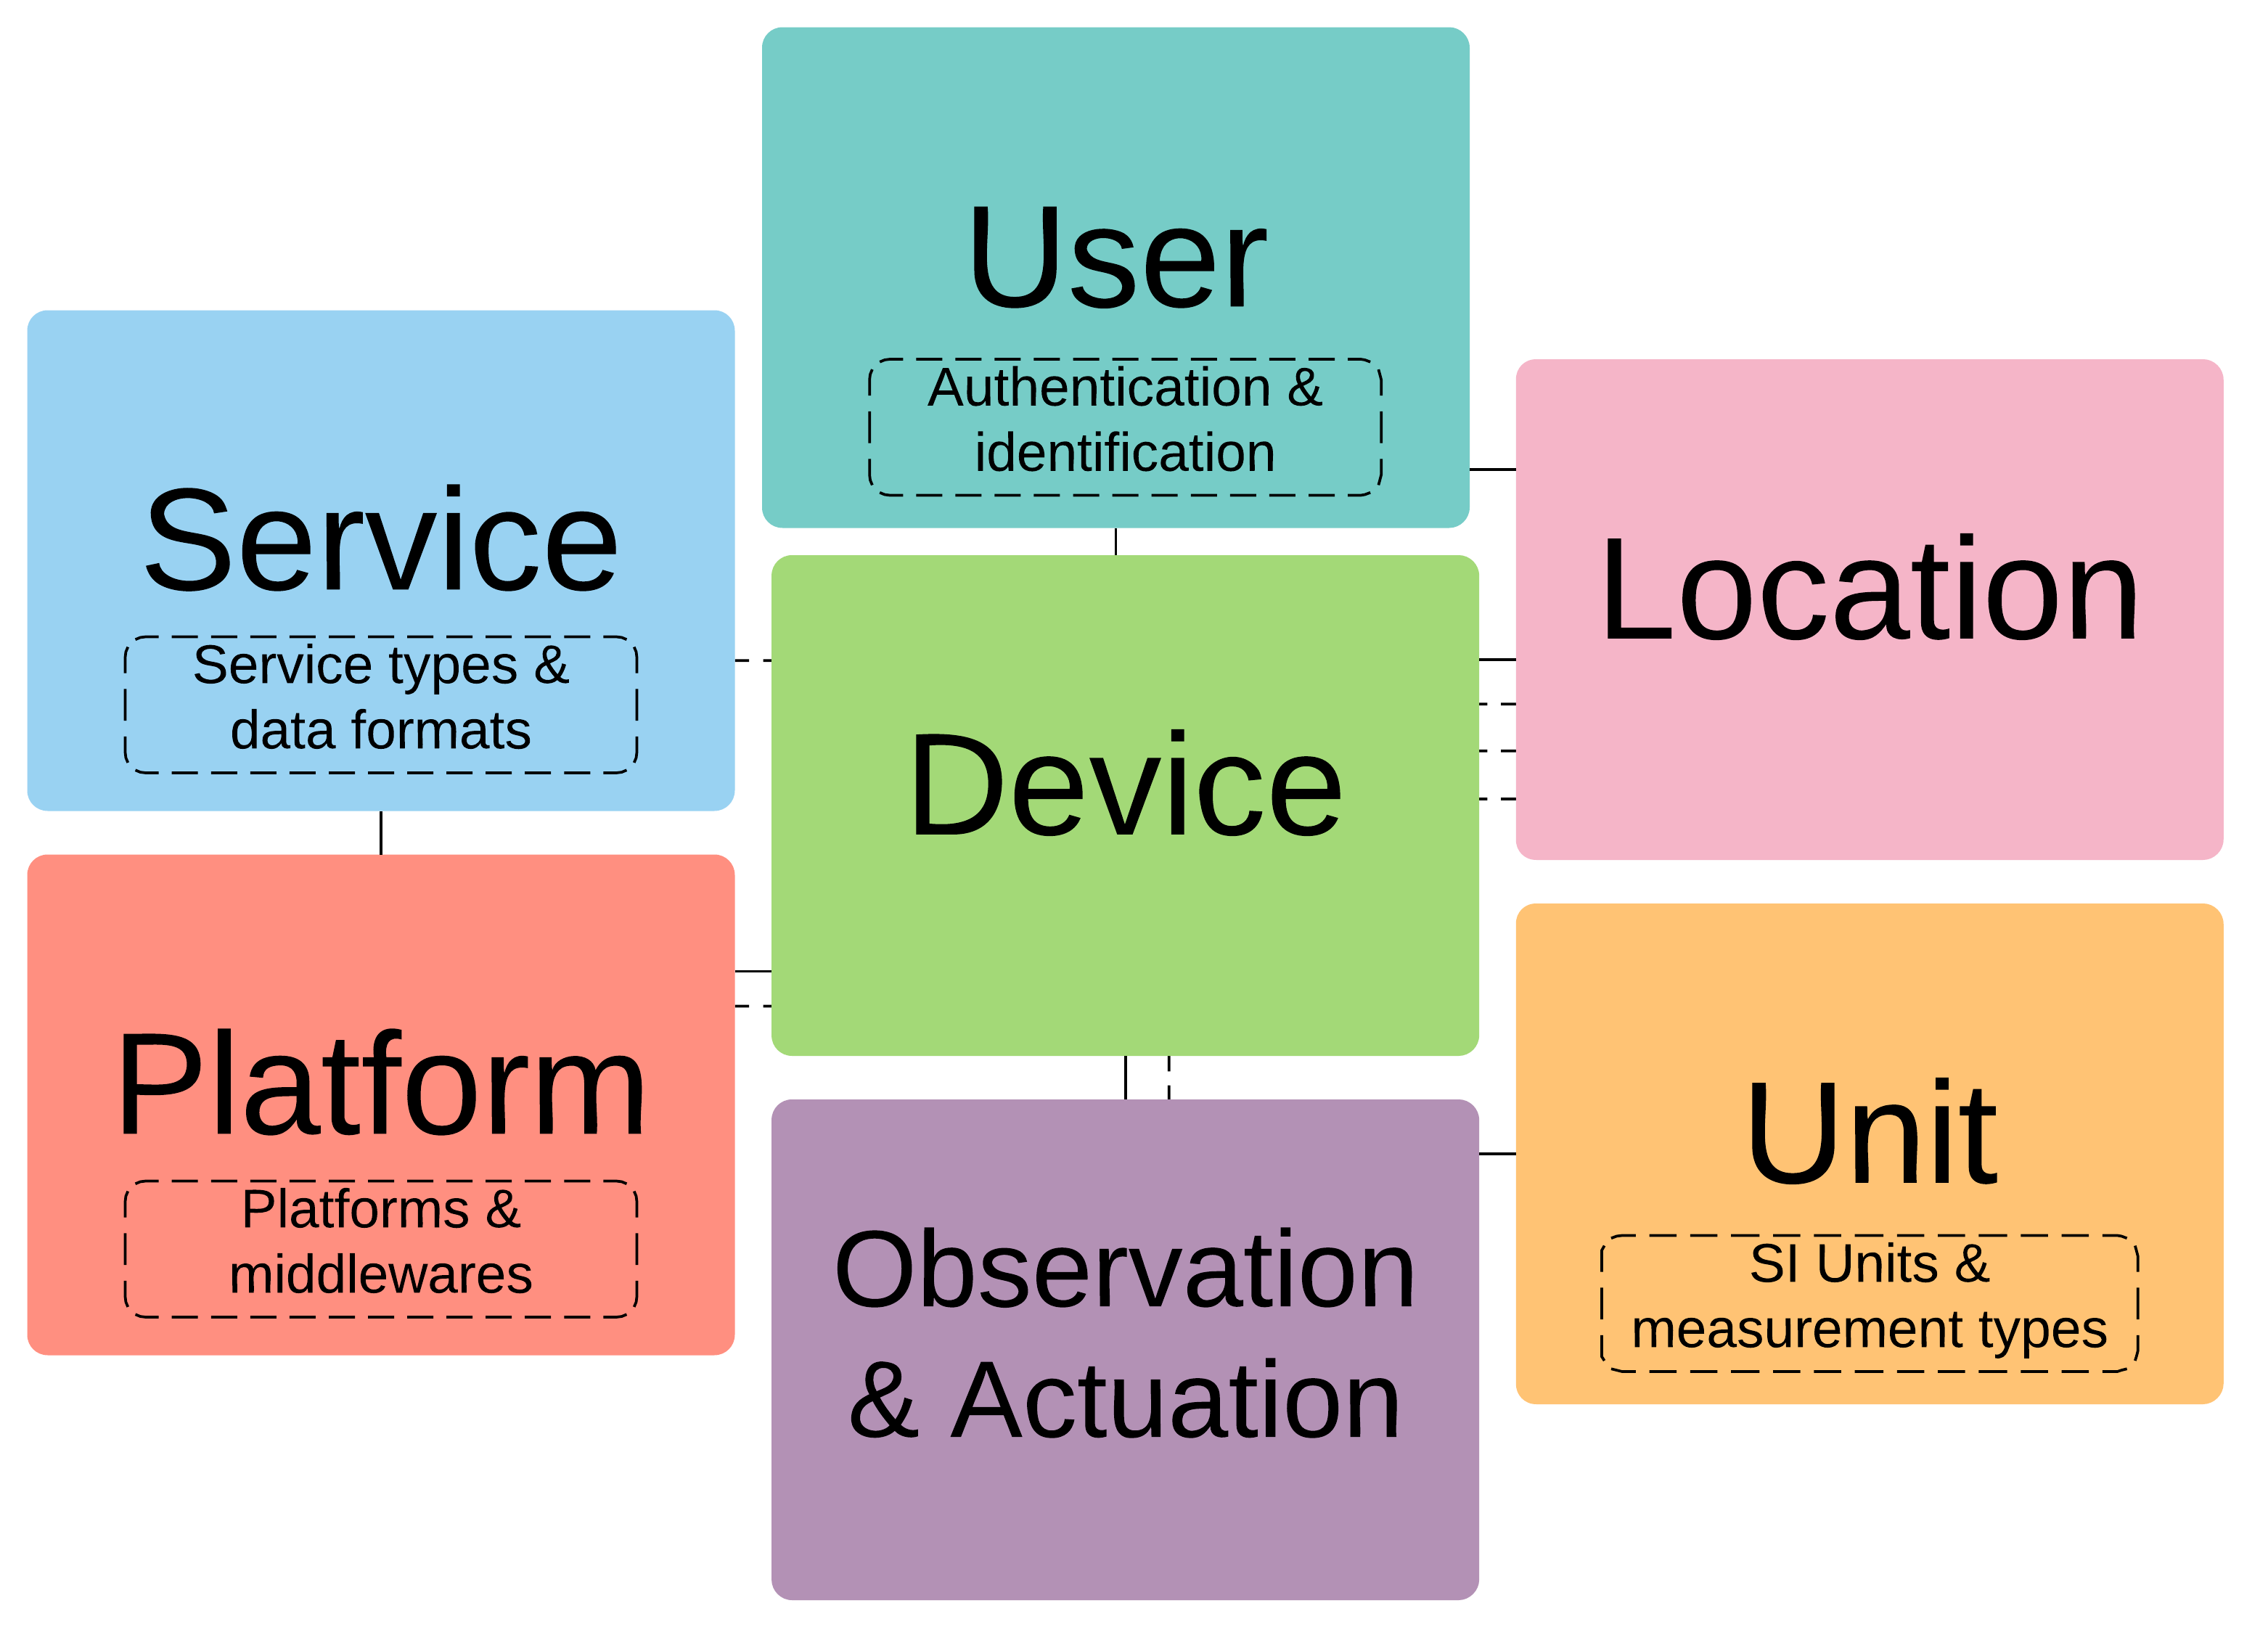 User
Authentication &
identification
Service
Service types &
data formats
Location
Device
Platform
Platforms &
middlewares
Unit
SI Units &
measurement types
Observation
& Actuation